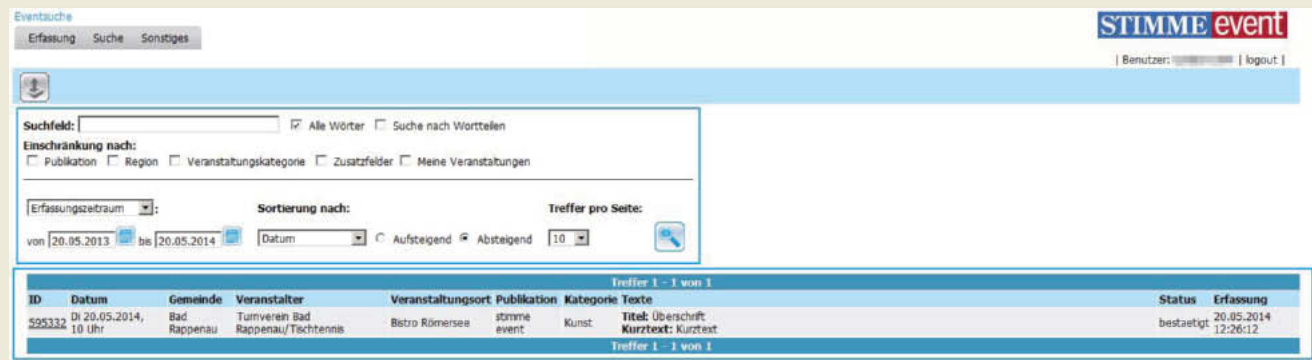 Eventsuche
Erfassung Suche Sonstiges
STIMME event
| Benutzer: | logout |
Suchfeld: Alle Wörter Suche nach Wortteilen
Einschränkung nach:
Publikation Region Veranstaltungskategorie Zusatzfelder Meine Veranstaltungen
Erfassungszeitraum : Sortierung nach: Treffer pro Seite:
von 20.05.2013 bis 20.05.2014 Datum Aufsteigend Absteigend 10
Treffer 1 - 1 von 1
ID Datum Gemeinde Veranstalter Veranstaltungsort Publikation Kategorie Texte Status Erfassung
595332 Di 20.05.2014, 10 Uhr Bad Rappenau Turnverein Bad Rappenau/Tischtennis Bistro Römersee stimme event Kunst Titel: Überschrift Kurztext: Kurztext bestaetigt 20.05.2014 12:26:12
Treffer 1 - 1 von 1